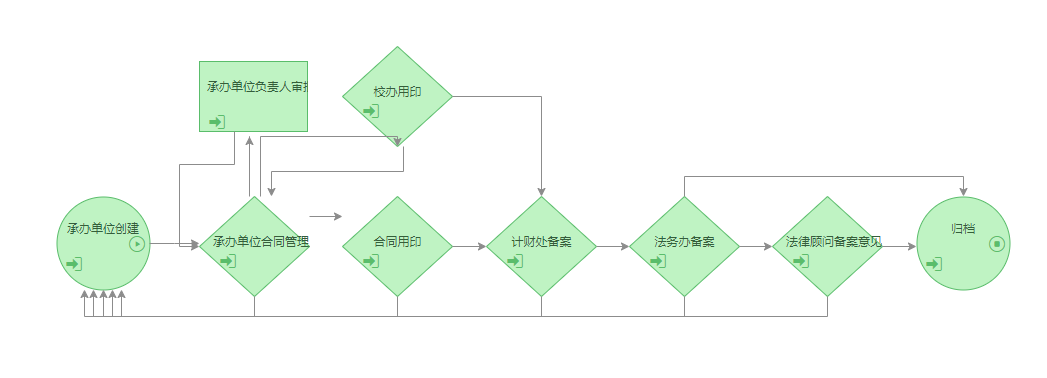 承办单位负责人审批
校办用印
承办单位创建
承办单位合同管理
合同用印
计财处备案
法务办备案
法律顾问备案意见
归档